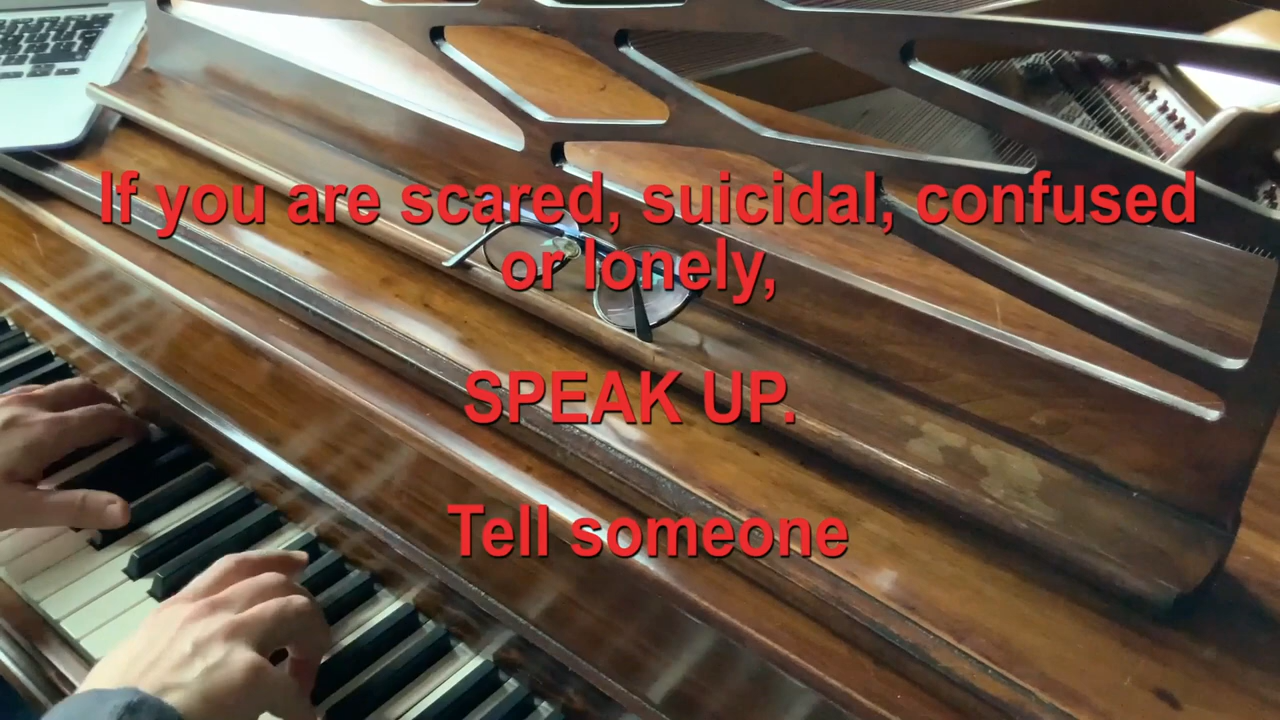 If you are scared, suicidal, confused
or lonely,
SPEAK UP.
Tell someone